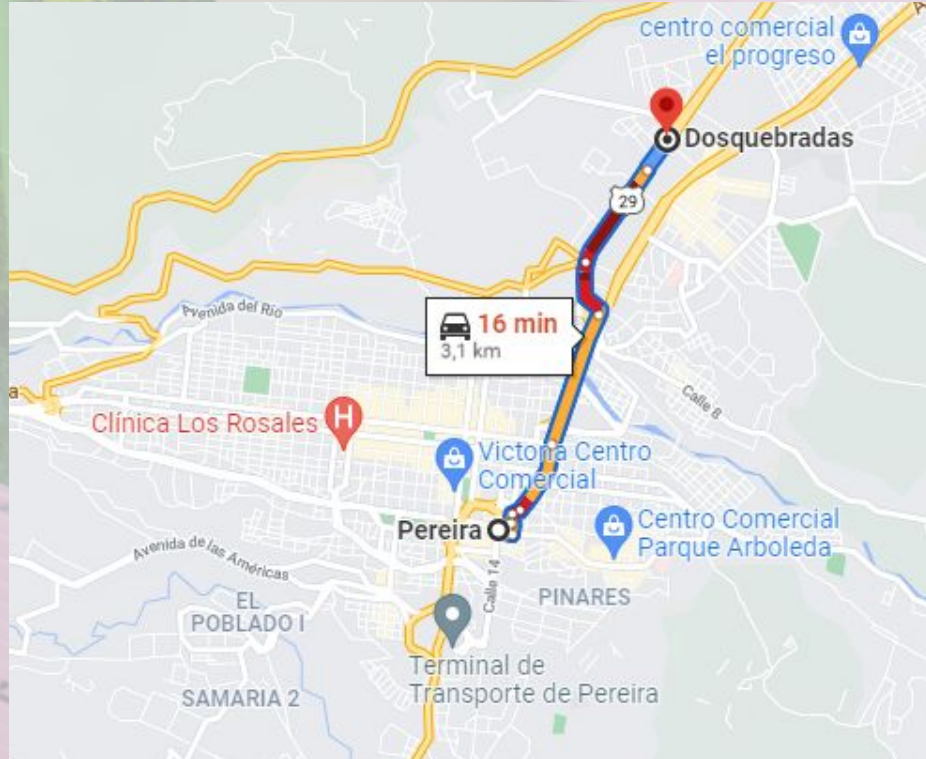 centro comercial
el progreso
Dosquebradas
29
Avenida del Río
16 min
3,1 km
Calle 8
Clínica Los Rosales
H
Victoria Centro
Comercial
Pereira
Centro Comercial
Parque Arboleda
Avenida de las Américas
Calle 14
EL
POBLADO I
PINARES
SAMARIA 2
Terminal de
Transporte de Pereira